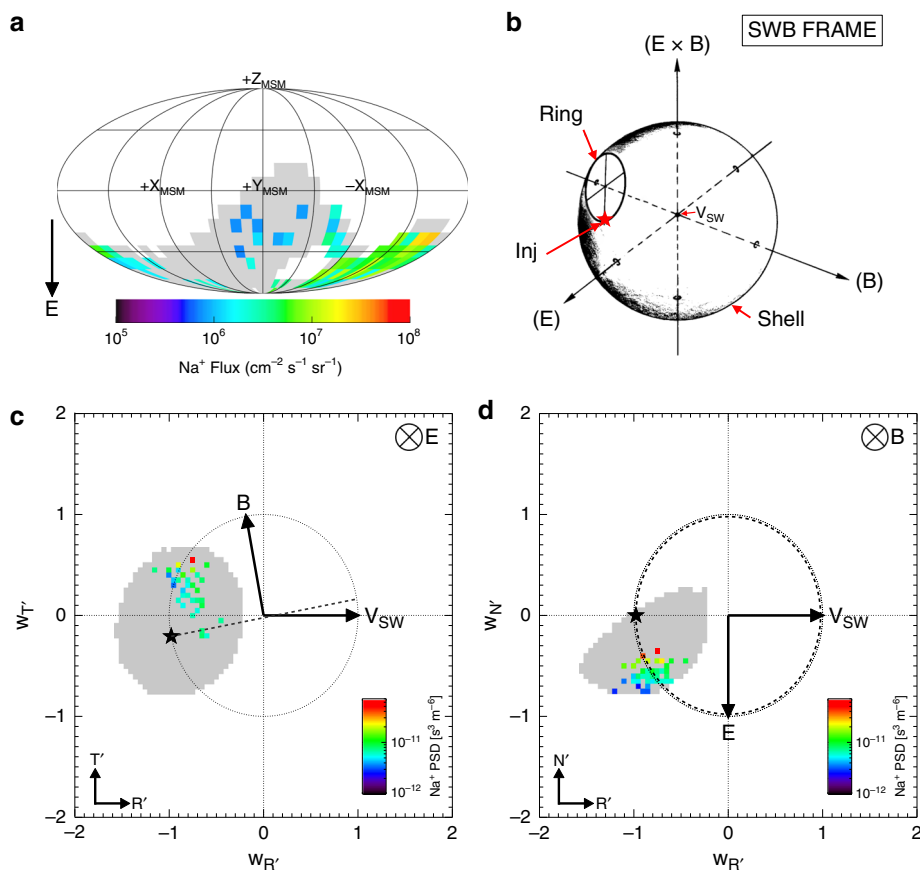 a
+Z_MSM
+X_MSM
+Y_MSM
−X_MSM
E
10^5
10^6
10^7
10^8
Na⁺ Flux (cm⁻² s⁻¹ sr⁻¹)
b
SWB FRAME
(E × B)
Ring
V_SW
Inj
(B)
(E)
Shell
c
E
B
V_SW
w_T′
2
1
0
−1
−2
−2
−1
0
1
2
w_R′
T′
R′
10⁻¹¹
10⁻¹²
Na⁺ PSD [s³ m⁻⁶]
d
B
V_SW
E
w_N′
2
1
0
−1
−2
−2
−1
0
1
2
w_R′
N′
R′
10⁻¹¹
10⁻¹²
Na⁺ PSD [s³ m⁻⁶]